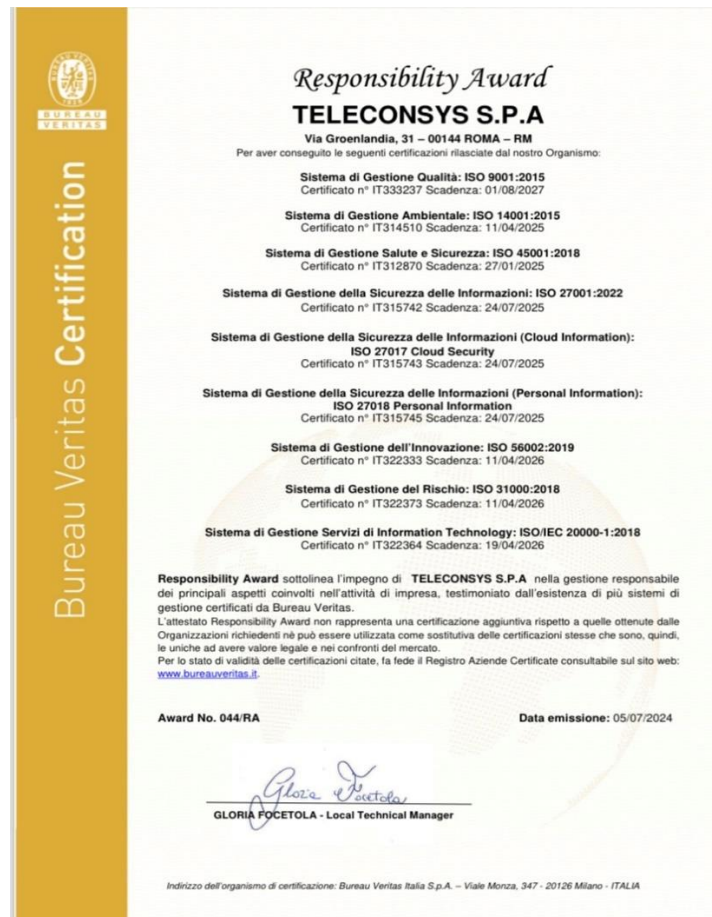 BUREAU VERITAS
1828
BUREAU
VERITAS
Bureau Veritas Certification
Responsibility Award
TELECONSYS S.P.A
Via Groenlandia, 31 – 00144 ROMA – RM
Per aver conseguito le seguenti certificazioni rilasciate dal nostro Organismo:
Sistema di Gestione Qualità: ISO 9001:2015
Certificato n° IT333237 Scadenza: 01/08/2027
Sistema di Gestione Ambientale: ISO 14001:2015
Certificato n° IT314510 Scadenza: 11/04/2025
Sistema di Gestione Salute e Sicurezza: ISO 45001:2018
Certificato n° IT312870 Scadenza: 27/01/2025
Sistema di Gestione della Sicurezza delle Informazioni: ISO 27001:2022
Certificato n° IT315742 Scadenza: 24/07/2025
Sistema di Gestione della Sicurezza delle Informazioni (Cloud Information):
ISO 27017 Cloud Security
Certificato n° IT315743 Scadenza: 24/07/2025
Sistema di Gestione della Sicurezza delle Informazioni (Personal Information):
ISO 27018 Personal Information
Certificato n° IT315745 Scadenza: 24/07/2025
Sistema di Gestione dell'Innovazione: ISO 56002:2019
Certificato n° IT322333 Scadenza: 11/04/2026
Sistema di Gestione del Rischio: ISO 31000:2018
Certificato n° IT322373 Scadenza: 11/04/2026
Sistema di Gestione Servizi di Information Technology: ISO/IEC 20000-1:2018
Certificato n° IT322364 Scadenza: 19/04/2026
Responsibility Award sottolinea l'impegno di TELECONSYS S.P.A nella gestione responsabile
dei principali aspetti coinvolti nell'attività di impresa, testimoniato dall'esistenza di più sistemi di
gestione certificati da Bureau Veritas.
L'attestato Responsibility Award non rappresenta una certificazione aggiuntiva rispetto a quelle ottenute dalle
Organizzazioni richiedenti nè può essere utilizzata come sostitutiva delle certificazioni stesse che sono, quindi,
le uniche ad avere valore legale e nei confronti del mercato.
Per lo stato di validità delle certificazioni citate, fa fede il Registro Aziende Certificate consultabile sul sito web:
www.bureauveritas.it.
Award No. 044/RA
Data emissione: 05/07/2024
Gloria Focetola
GLORIA FOCETOLA - Local Technical Manager
Indirizzo dell'organismo di certificazione: Bureau Veritas Italia S.p.A. – Viale Monza, 347 - 20126 Milano - ITALIA